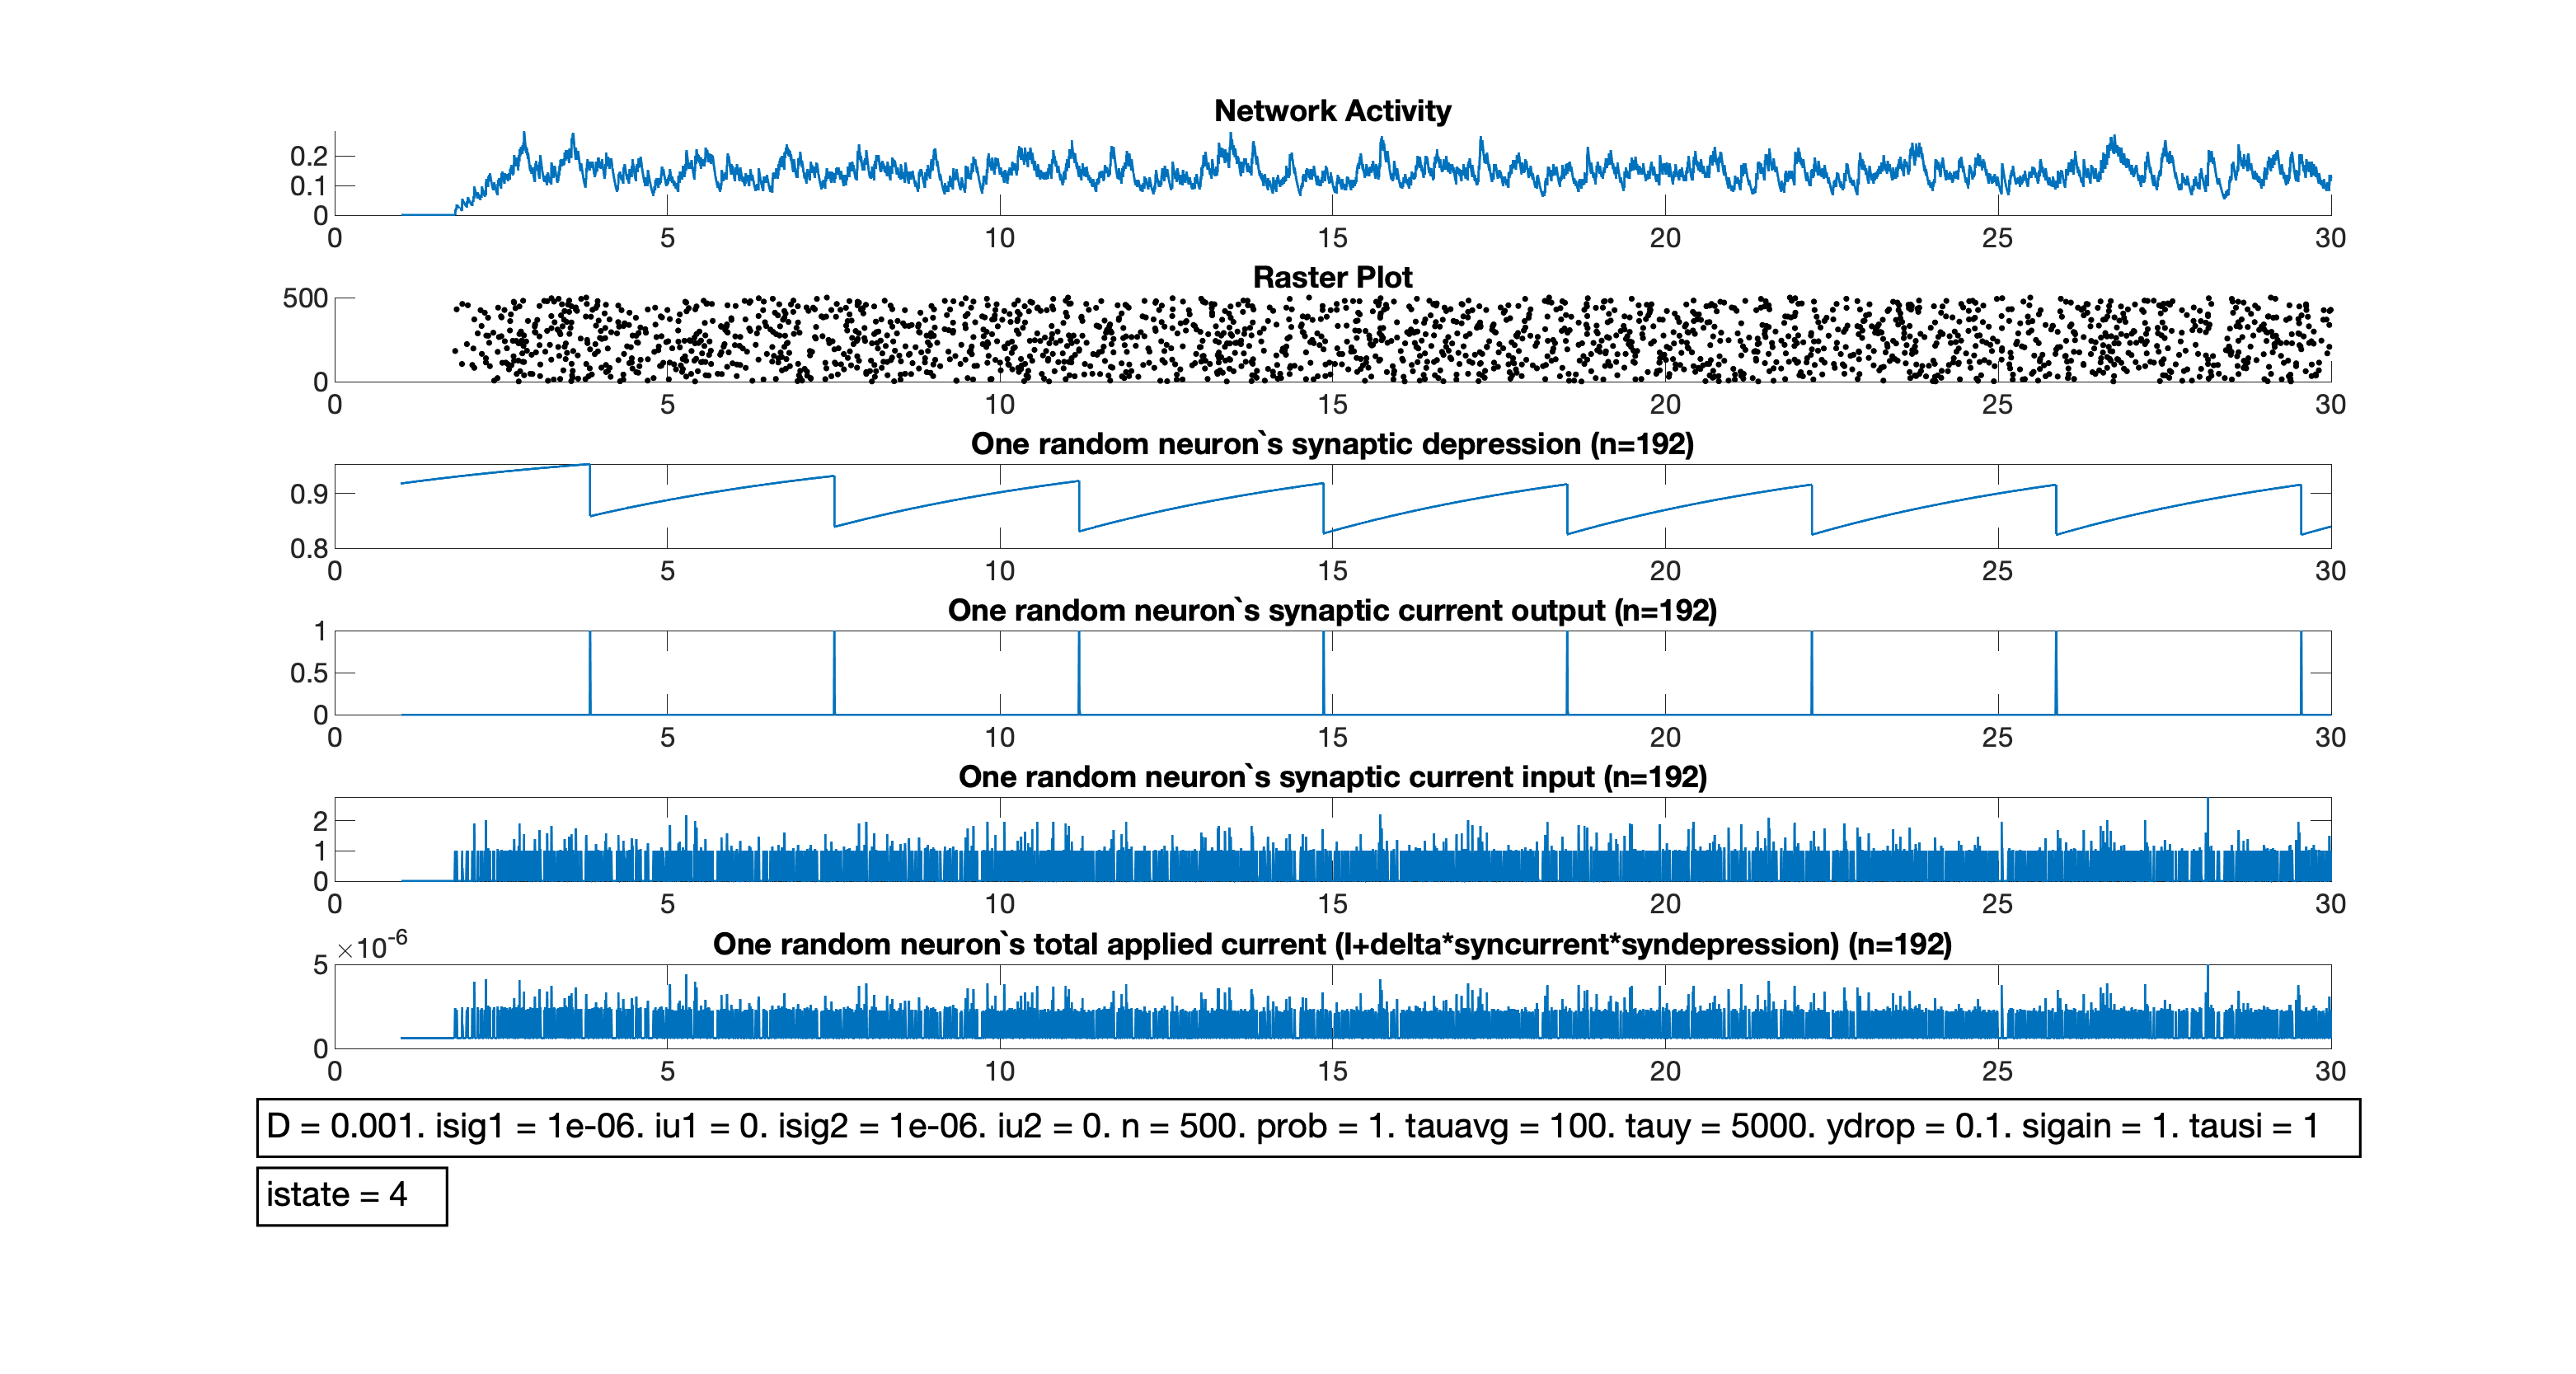 Network Activity
0.2
0.1
0
0 5 10 15 20 25 30
Raster Plot
500
0
0 5 10 15 20 25 30
One random neuron`s synaptic depression (n=192)
0.9
0.8
0 5 10 15 20 25 30
One random neuron`s synaptic current output (n=192)
1
0.5
0
0 5 10 15 20 25 30
One random neuron`s synaptic current input (n=192)
2
1
0
0 5 10 15 20 25 30
×10-6
One random neuron`s total applied current (I+delta*syncurrent*syndepression) (n=192)
5
0
0 5 10 15 20 25 30
D = 0.001. isig1 = 1e-06. iu1 = 0. isig2 = 1e-06. iu2 = 0. n = 500. prob = 1. tauavg = 100. tauy = 5000. ydrop = 0.1. sigain = 1. tausi = 1
istate = 4